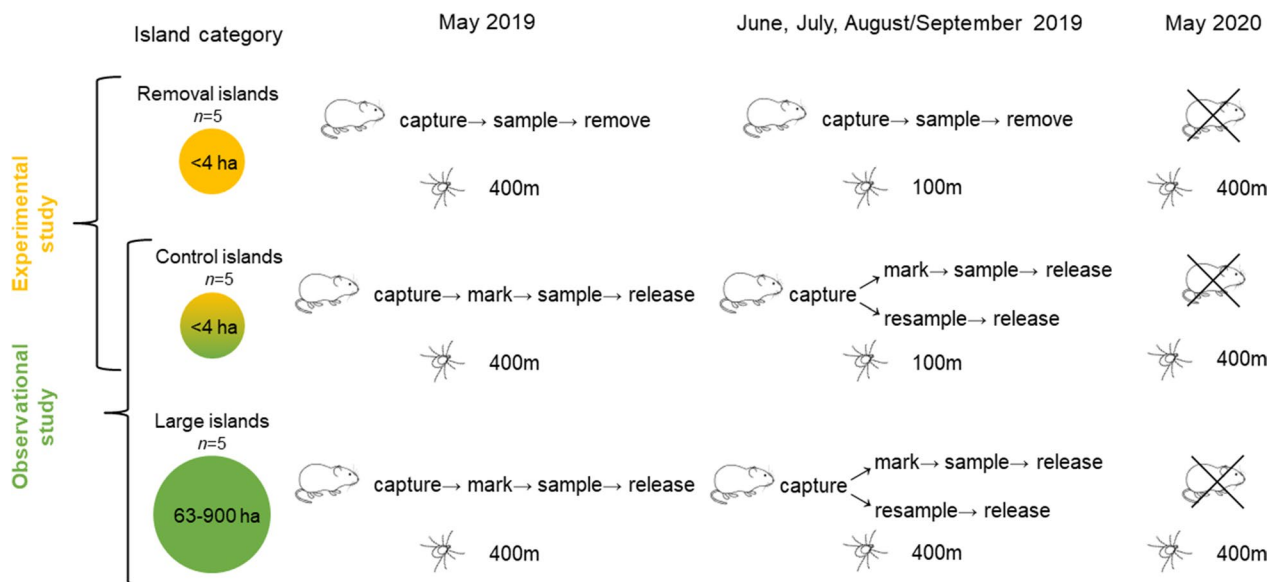 Island category
May 2019
June, July, August/September 2019
May 2020
Experimental
study
Observational
study
Removal islands
n=5
<4 ha
capture→ sample→ remove
400m
capture→ sample→ remove
100m
400m
Control islands
n=5
<4 ha
capture→ mark→ sample→ release
400m
capture
mark→ sample→ release
resample→ release
100m
400m
Large islands
n=5
63-900 ha
capture→ mark→ sample→ release
400m
capture
mark→ sample→ release
resample→ release
400m
400m